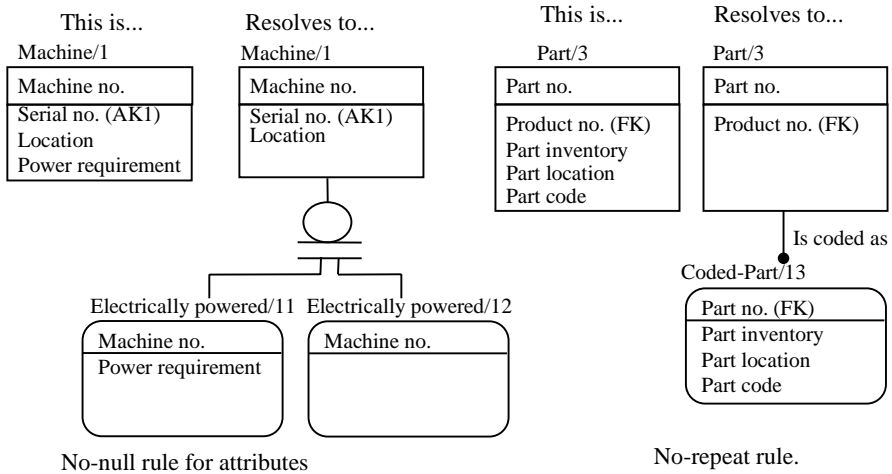 This is...
Resolves to...
Machine/1
Machine no.
Serial no. (AK1)
Location
Power requirement
Machine/1
Machine no.
Serial no. (AK1)
Location
Electrically powered/11
Machine no.
Power requirement
Electrically powered/12
Machine no.
No-null rule for attributes
This is...
Resolves to...
Part/3
Part no.
Product no. (FK)
Part inventory
Part location
Part code
Part/3
Part no.
Product no. (FK)
Is coded as
Coded-Part/13
Part no. (FK)
Part inventory
Part location
Part code
No-repeat rule.